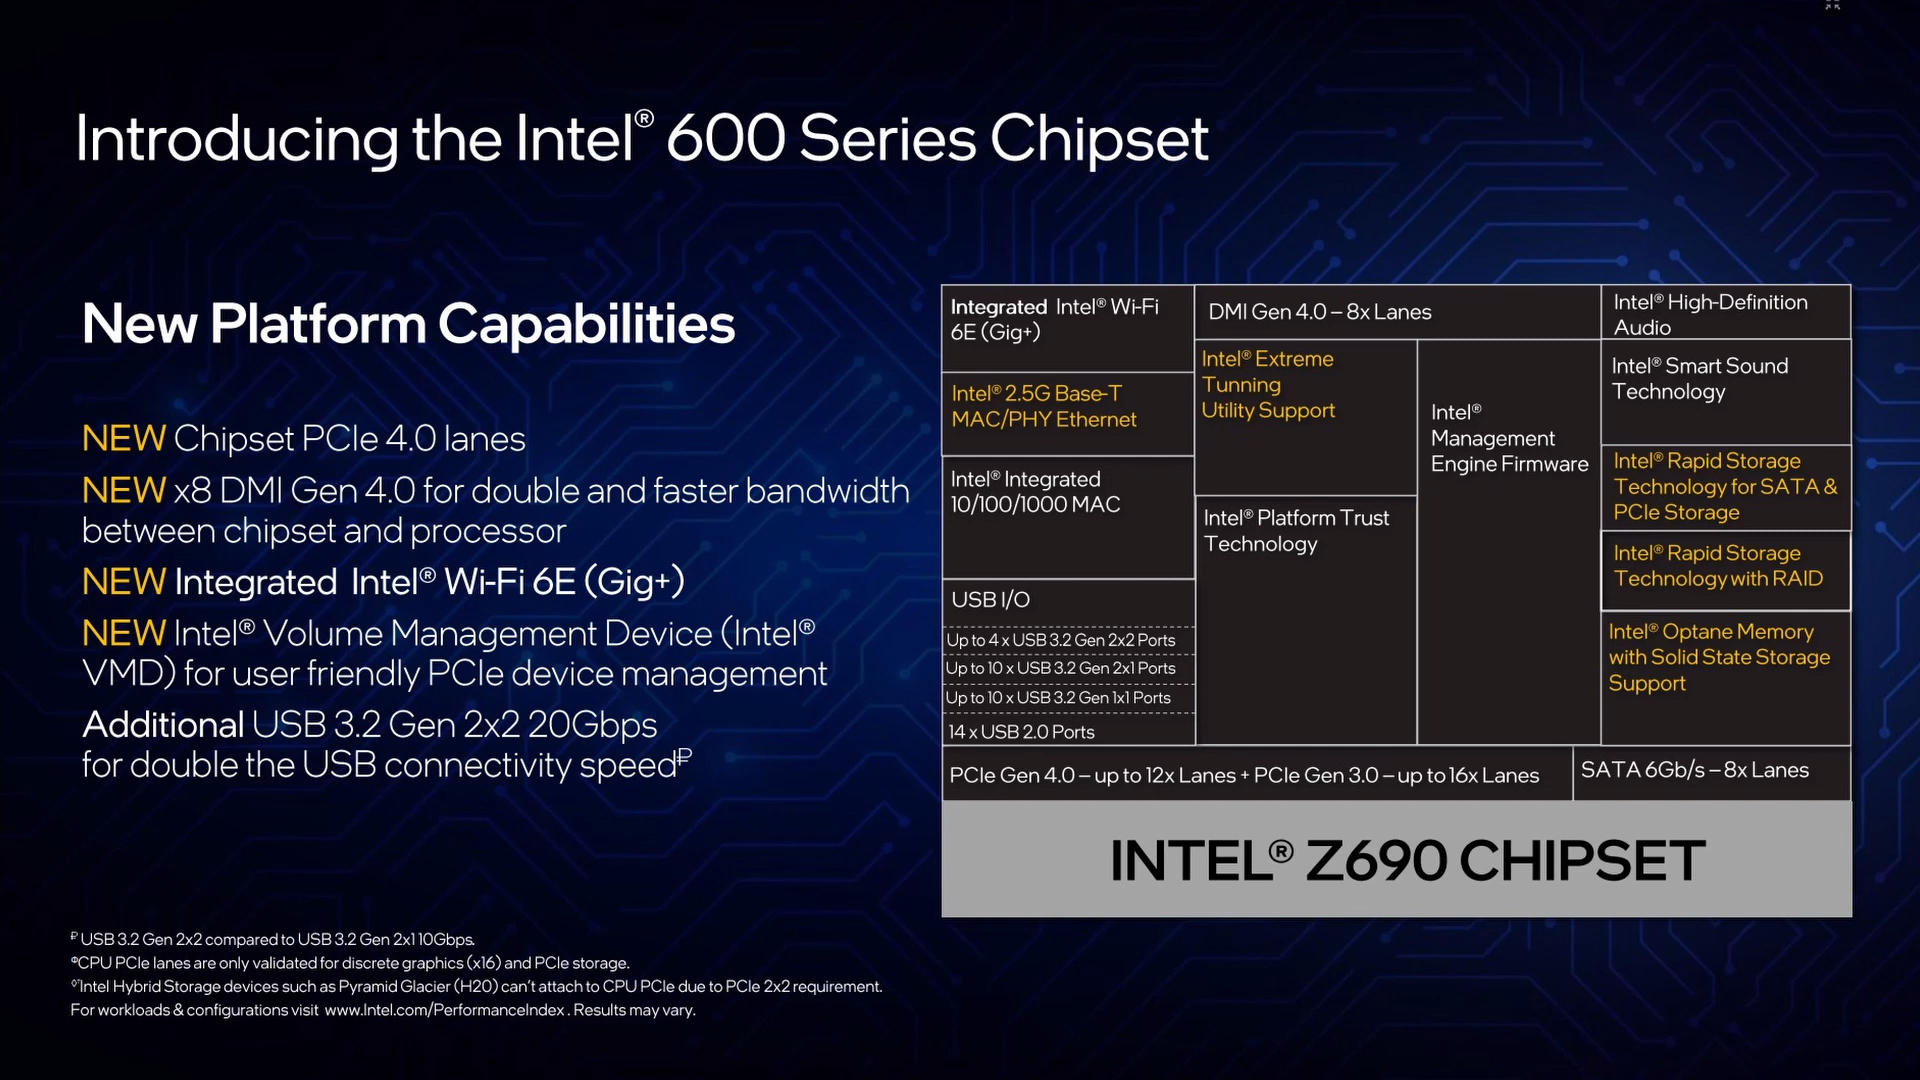 Introducing the Intel® 600 Series Chipset
New Platform Capabilities
NEW Chipset PCIe 4.0 lanes
NEW x8 DMI Gen 4.0 for double and faster bandwidth
between chipset and processor
NEW Integrated Intel® Wi-Fi 6E (Gig+)
NEW Intel® Volume Management Device (Intel®
VMD) for user friendly PCIe device management
Additional USB 3.2 Gen 2x2 20Gbps
for double the USB connectivity speed₽
Integrated Intel® Wi-Fi
6E (Gig+)
Intel® 2.5G Base-T
MAC/PHY Ethernet
Intel® Integrated
10/100/1000 MAC
USB I/O
Up to 4 x USB 3.2 Gen 2x2 Ports
Up to 10 x USB 3.2 Gen 2x1 Ports
Up to 10 x USB 3.2 Gen 1x1 Ports
14 x USB 2.0 Ports
DMI Gen 4.0 – 8x Lanes
Intel® Extreme
Tunning
Utility Support
Intel® Platform Trust
Technology
Intel®
Management
Engine Firmware
Intel® High-Definition
Audio
Intel® Smart Sound
Technology
Intel® Rapid Storage
Technology for SATA &
PCIe Storage
Intel® Rapid Storage
Technology with RAID
Intel® Optane Memory
with Solid State Storage
Support
PCIe Gen 4.0 – up to 12x Lanes + PCIe Gen 3.0 – up to 16x Lanes
SATA 6Gb/s – 8x Lanes
INTEL® Z690 CHIPSET
₽ USB 3.2 Gen 2x2 compared to USB 3.2 Gen 2x1 10Gbps.
CPU PCIe lanes are only validated for discrete graphics (x16) and PCIe storage.
Intel Hybrid Storage devices such as Pyramid Glacier (H20) can't attach to CPU PCIe due to PCIe 2x2 requirement.
For workloads & configurations visit www.Intel.com/PerformanceIndex . Results may vary.